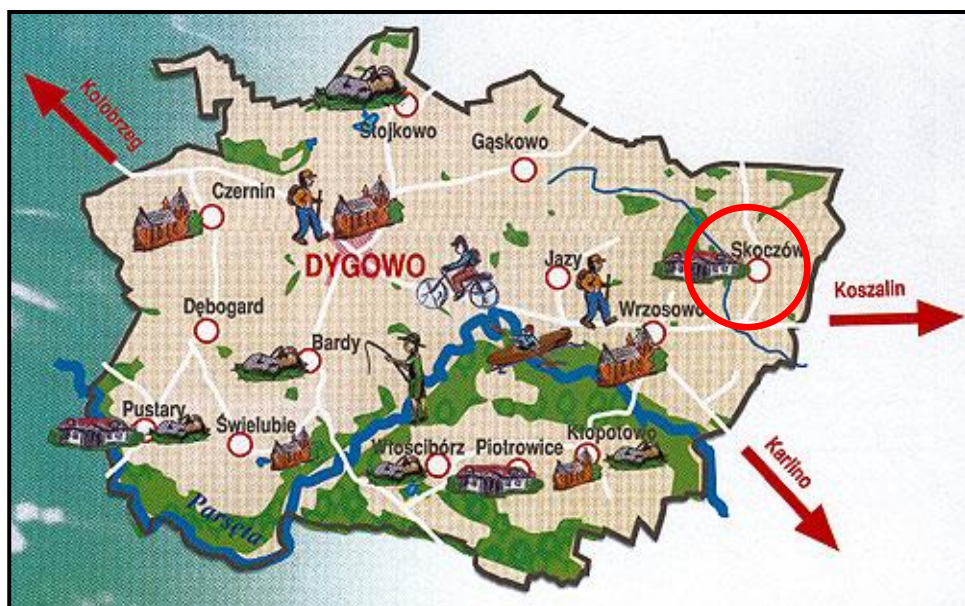 Kołobrzeg
Stojkowo
Gąskowo
Czernin
DYGOWO
Jazy
Skoczów
Koszalin
Dębogard
Wrzosowo
Bardy
Pustary
Świelubie
Włościbórz
Piotrowice
Kłopotowo
Karlino
Parsęta